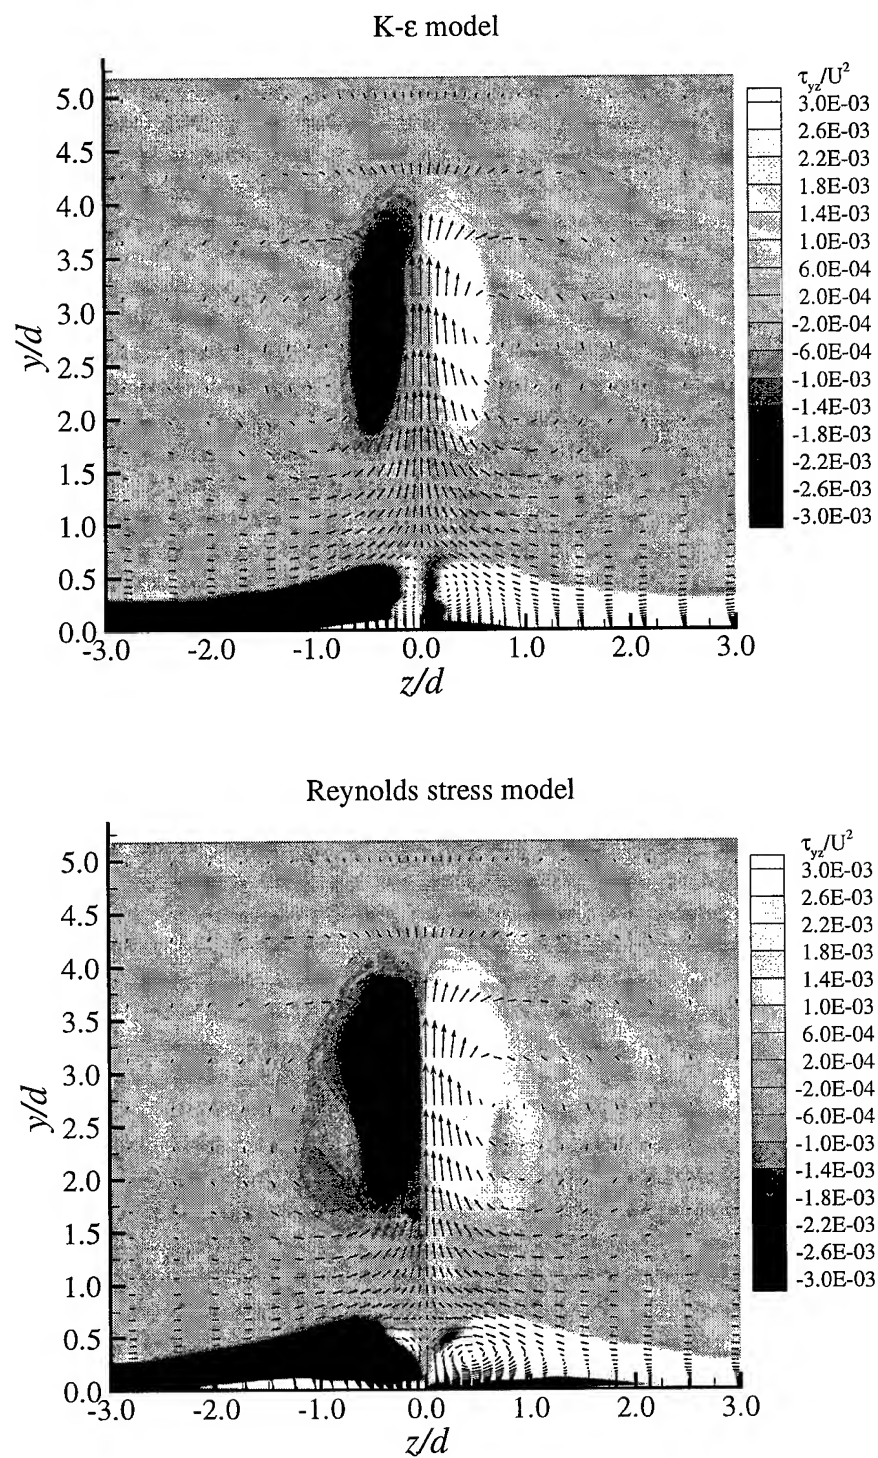 K-ε model
τyz/U²
3.0E-03
2.6E-03
2.2E-03
1.8E-03
1.4E-03
1.0E-03
6.0E-04
2.0E-04
-2.0E-04
-6.0E-04
-1.0E-03
-1.4E-03
-1.8E-03
-2.2E-03
-2.6E-03
-3.0E-03
5.0
4.5
4.0
3.5
3.0
2.5
2.0
1.5
1.0
0.5
0.0
y/d
-3.0 -2.0 -1.0 0.0 1.0 2.0 3.0
z/d
Reynolds stress model
τyz/U²
3.0E-03
2.6E-03
2.2E-03
1.8E-03
1.4E-03
1.0E-03
6.0E-04
2.0E-04
-2.0E-04
-6.0E-04
-1.0E-03
-1.4E-03
-1.8E-03
-2.2E-03
-2.6E-03
-3.0E-03
5.0
4.5
4.0
3.5
3.0
2.5
2.0
1.5
1.0
0.5
0.0
y/d
-3.0 -2.0 -1.0 0.0 1.0 2.0 3.0
z/d